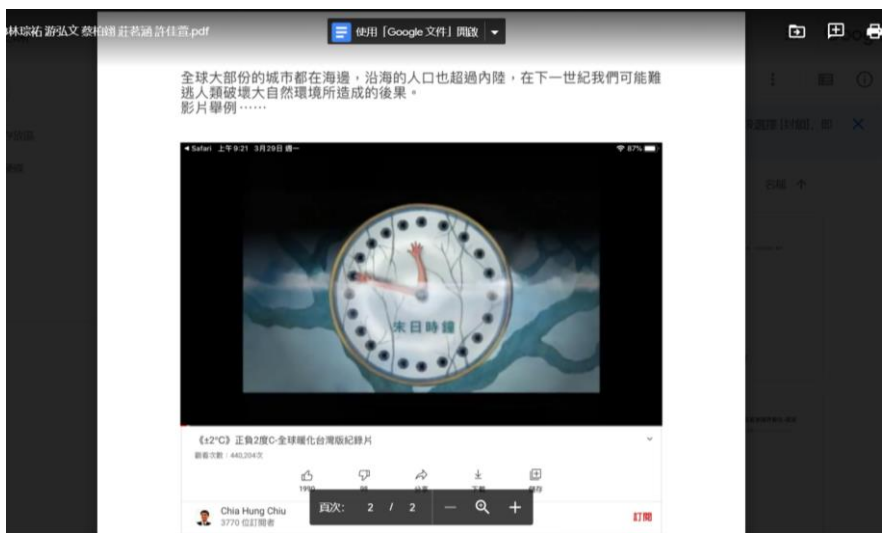 林琮祐 游弘文 蔡柏翃 莊茗涵 許佳萱.pdf
使用「Google 文件」開啟
全球大部份的城市都在海邊，沿海的人口也超過內陸，在下一世紀我們可能難
逃人類破壞大自然環境所造成的後果。
影片舉例……
Safari 上午9:21 3月29日 週一
87%
末日時鐘
《±2°C》正負2度C-全球暖化台灣版紀錄片
觀看次數：440,204次
分享
下載
儲存
Chia Hung Chiu
3770 位訂閱者
訂閱
頁次: 2 / 2
名稱